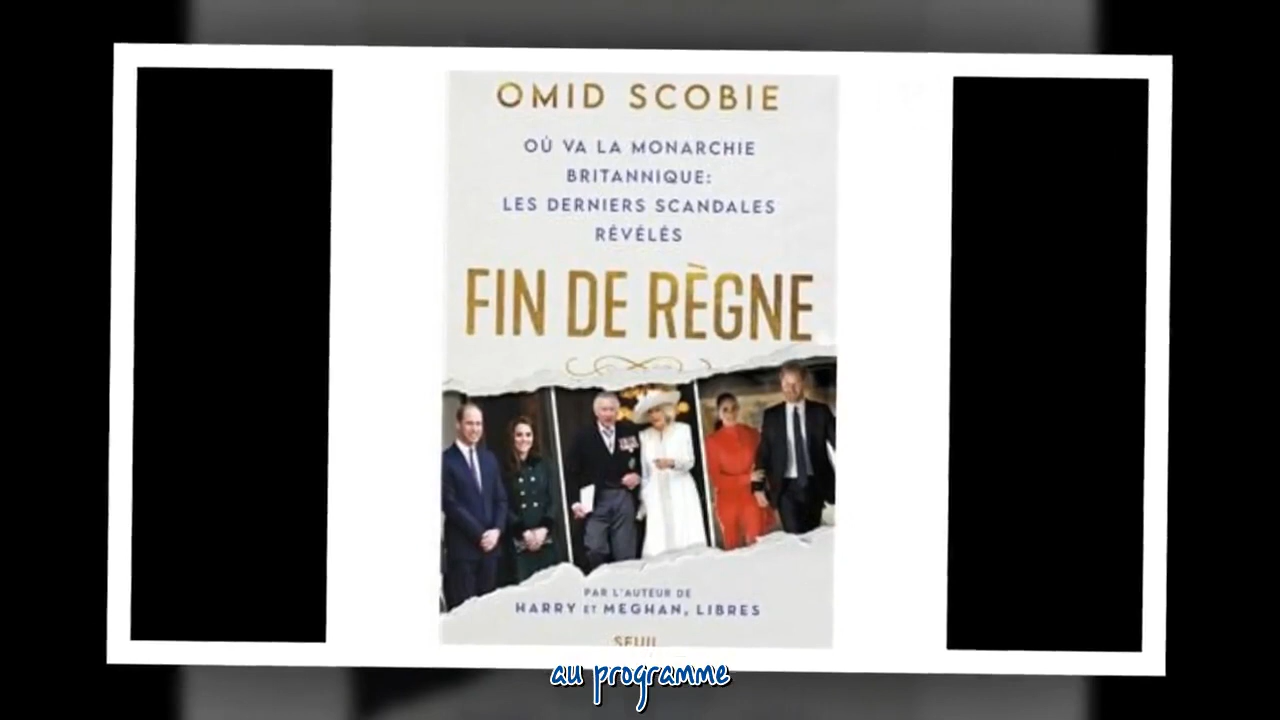 OMID SCOBIE
OÙ VA LA MONARCHIE
BRITANNIQUE:
LES DERNIERS SCANDALES
RÉVÉLÉS
FIN DE RÈGNE
PAR L'AUTEUR DE
HARRY ET MEGHAN, LIBRES
SEUIL
au programme